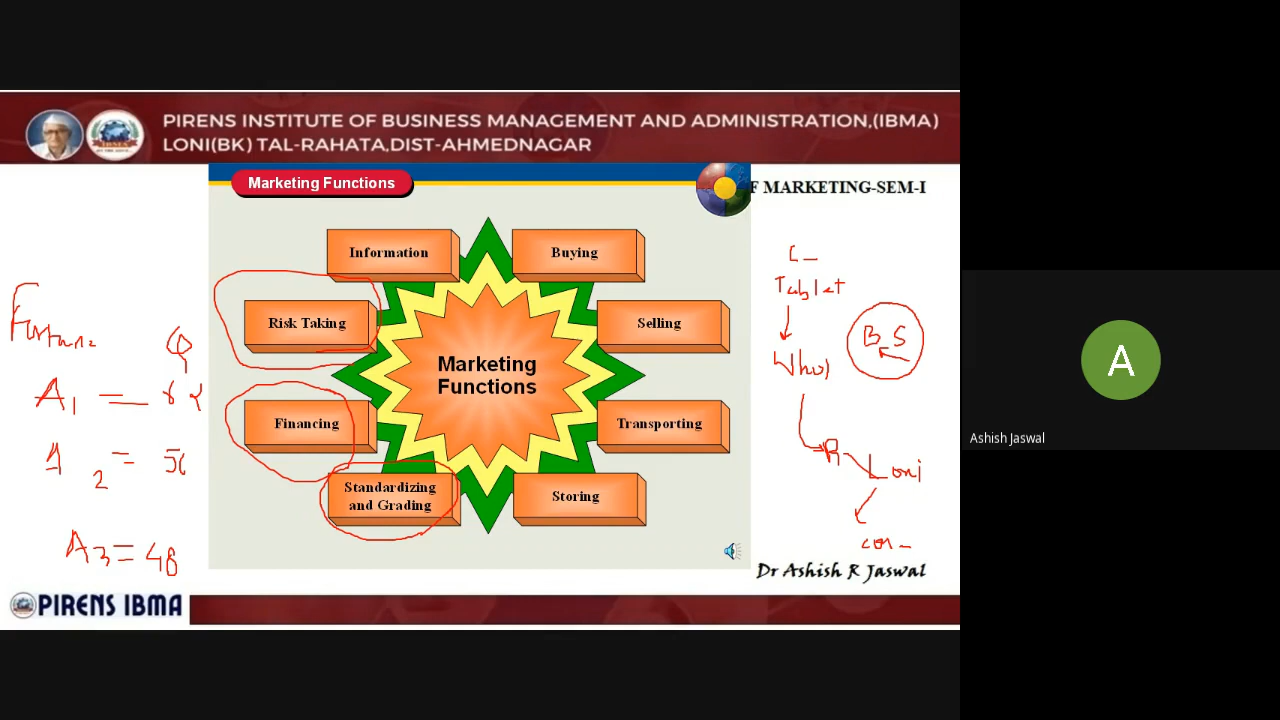 PIRENS INSTITUTE OF BUSINESS MANAGEMENT AND ADMINISTRATION,(IBMA)
LONI(BK) TAL-RAHATA,DIST-AHMEDNAGAR
Marketing Functions
F MARKETING-SEM-I
Information
Buying
Risk Taking
Selling
Marketing
Functions
Financing
Transporting
Standardizing
and Grading
Storing
A1 =
A3 = 48
Tablet
B S
Whol
R
Loni
Dr Ashish R Jaswal
PIRENS IBMA
A
Ashish Jaswal